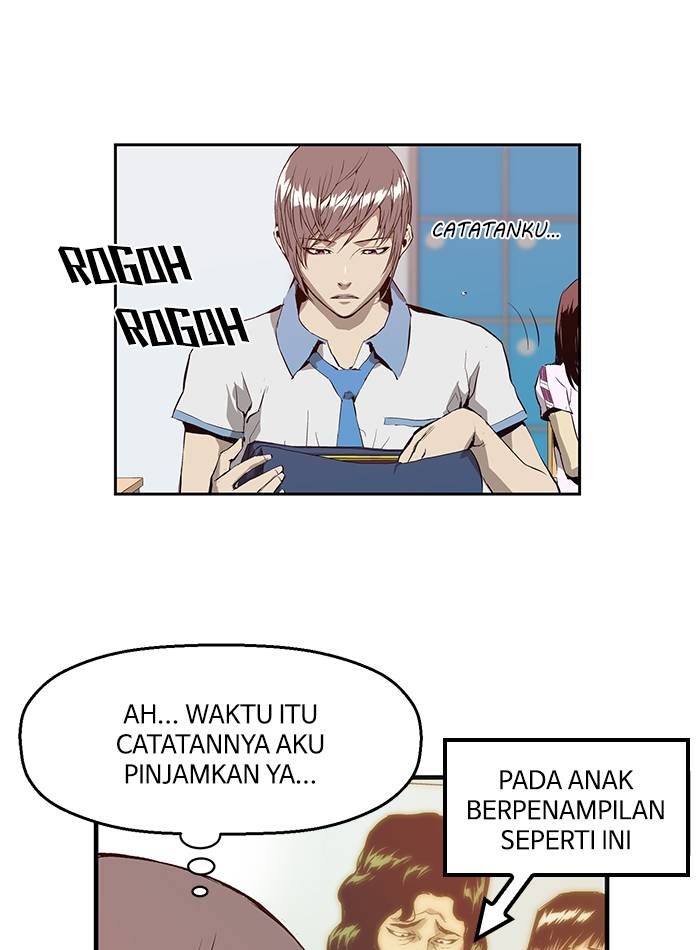 CATATANKU...
ROGOH
ROGOH
AH... WAKTU ITU
CATATANNYA AKU
PINJAMKAN YA...
PADA ANAK
BERPENAMPILAN
SEPERTI INI